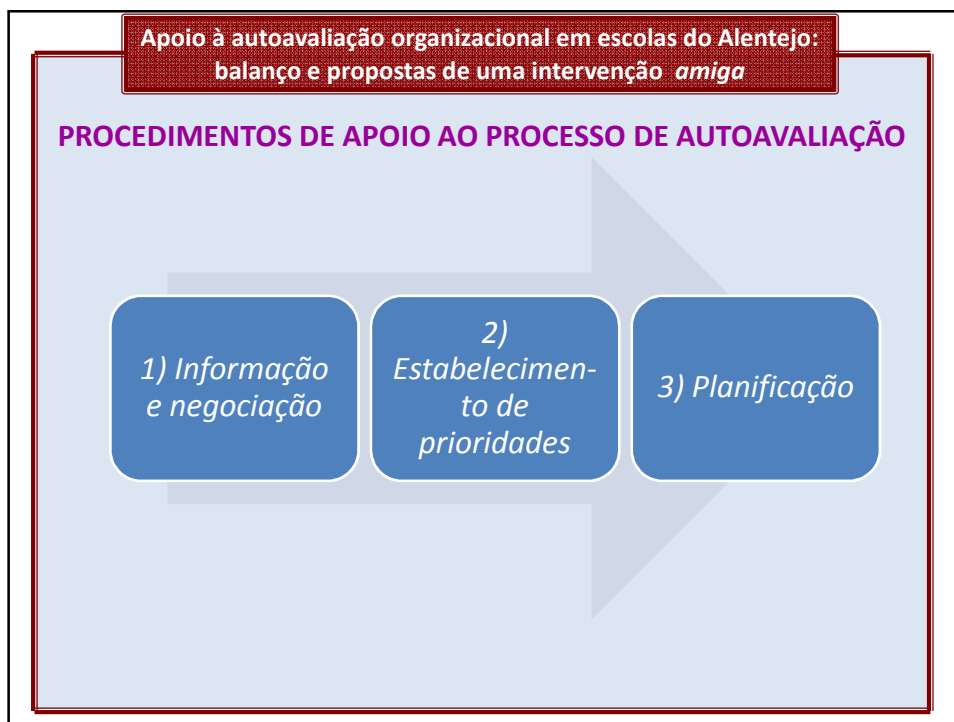 Apoio à autoavaliação organizacional em escolas do Alentejo:
balanço e propostas de uma intervenção amiga
PROCEDIMENTOS DE APOIO AO PROCESSO DE AUTOAVALIAÇÃO
1) Informação
e negociação
2)
Estabelecimen-
to de
prioridades
3) Planificação